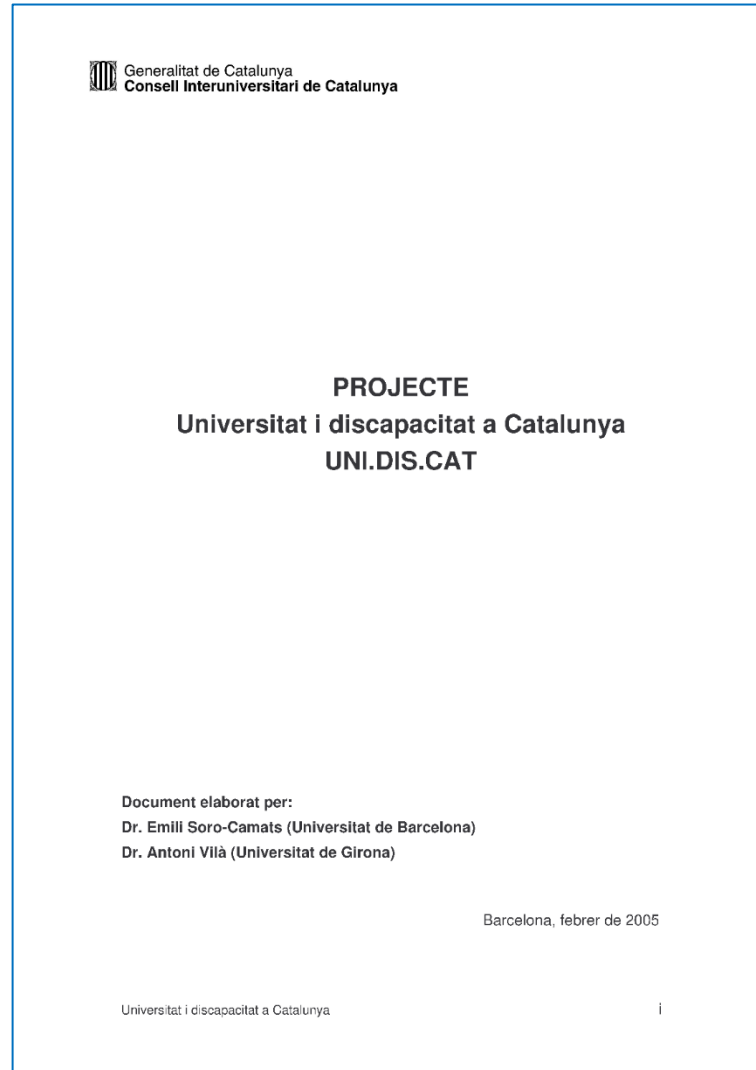 Generalitat de Catalunya
Consell Interuniversitari de Catalunya
PROJECTE
Universitat i discapacitat a Catalunya
UNI.DIS.CAT
Document elaborat per:
Dr. Emili Soro-Camats (Universitat de Barcelona)
Dr. Antoni Vilà (Universitat de Girona)
Barcelona, febrer de 2005
Universitat i discapacitat a Catalunya i